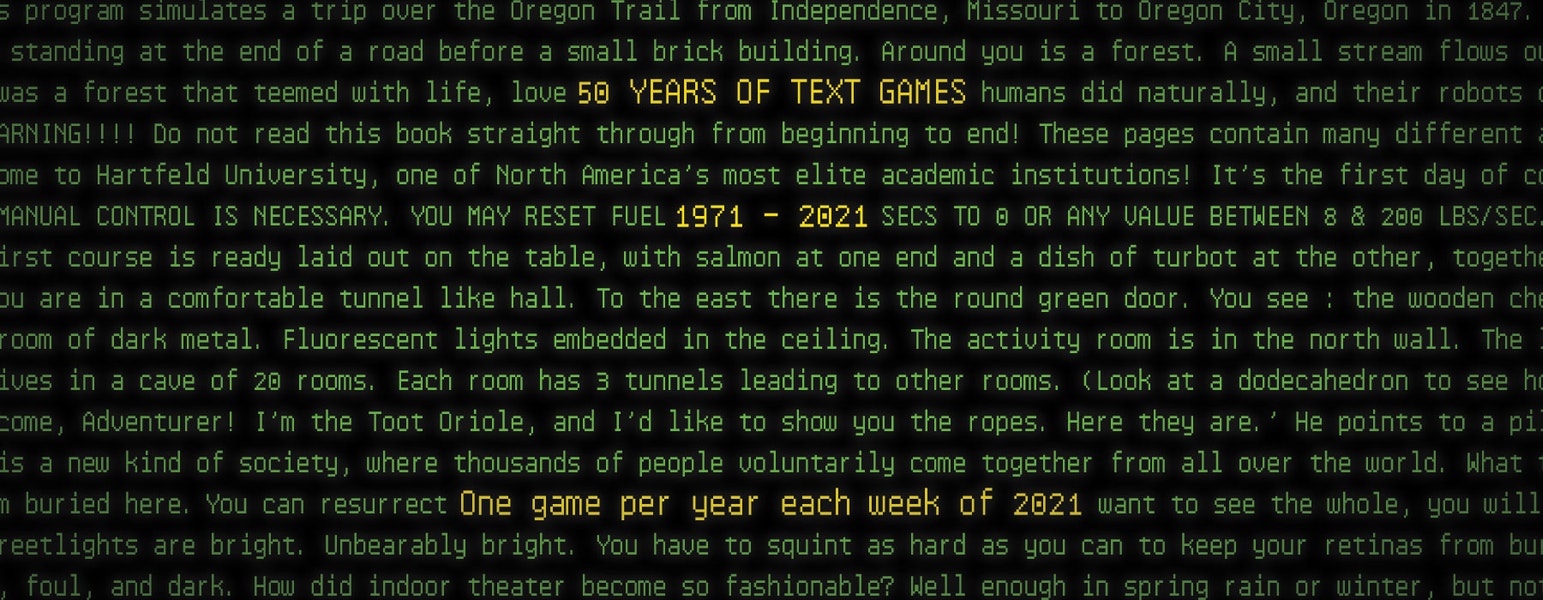 s program simulates a trip over the Oregon Trail from Independence, Missouri to Oregon City, Oregon in 1847.
standing at the end of a road before a small brick building. Around you is a forest. A small stream flows ou
was a forest that teemed with life, love 50 YEARS OF TEXT GAMES humans did naturally, and their robots
ARNING!!!! Do not read this book straight through from beginning to end! These pages contain many different a
ome to Hartfeld University, one of North America's most elite academic institutions! It's the first day of co
MANUAL CONTROL IS NECESSARY. YOU MAY RESET FUEL 1971 - 2021 SECS TO 0 OR ANY VALUE BETWEEN 8 & 200 LBS/SEC.
irst course is ready laid out on the table, with salmon at one end and a dish of turbot at the other, togethe
ou are in a comfortable tunnel like hall. To the east there is the round green door. You see : the wooden che
room of dark metal. Fluorescent lights embedded in the ceiling. The activity room is in the north wall. The
ives in a cave of 20 rooms. Each room has 3 tunnels leading to other rooms. (Look at a dodecahedron to see ho
come, Adventurer! I'm the Toot Oriole, and I'd like to show you the ropes. Here they are.' He points to a pil
is a new kind of society, where thousands of people voluntarily come together from all over the world. What
m buried here. You can resurrect One game per year each week of 2021 want to see the whole, you will
reetlights are bright. Unbearably bright. You have to squint as hard as you can to keep your retinas from bur
, foul, and dark. How did indoor theater become so fashionable? Well enough in spring rain or winter, but not